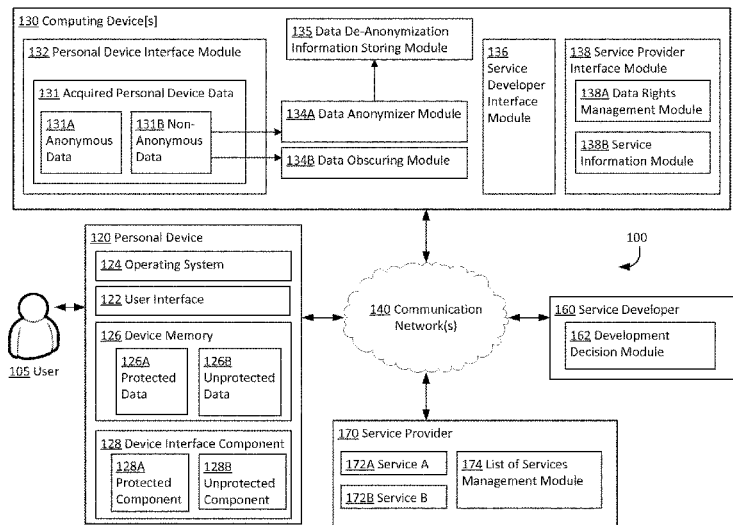 130 Computing Device[s]
132 Personal Device Interface Module
131 Acquired Personal Device Data
131A
Anonymous
Data
131B Non-
Anonymous
Data
135 Data De-Anonymization
Information Storing Module
134A Data Anonymizer Module
134B Data Obscuring Module
136
Service
Developer
Interface
Module
138 Service Provider
Interface Module
138A Data Rights
Management Module
138B Service
Information Module
120 Personal Device
124 Operating System
122 User Interface
126 Device Memory
126A
Protected
Data
126B
Unprotected
Data
128 Device Interface Component
128A
Protected
Component
128B
Unprotected
Component
105 User
140 Communication
Network(s)
100
160 Service Developer
162 Development
Decision Module
170 Service Provider
172A Service A
172B Service B
174 List of Services
Management Module